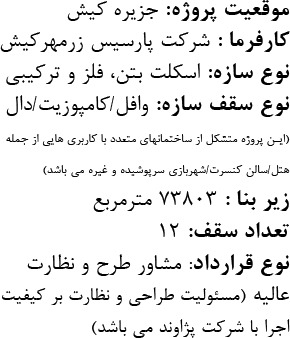 موقعیت پروژه: جزیره کیش
کارفرما : شرکت پارسیس زرمهرکیش
نوع سازه: اسکلت بتن، فلز و ترکیبی
نوع سقف سازه: وافل/کامپوزیت/دال
(این پروژه متشکل از ساختمانهای متعدد با کاربری هایی از جمله
هتل/سالن کنسرت/شهربازی سرپوشیده و غیره می باشد)
زیر بنا : ۷۳۸۰۳ مترمربع
تعداد سقف: ۱۲
نوع قرارداد: مشاور طرح و نظارت
عالیه (مسئولیت طراحی و نظارت بر کیفیت
اجرا با شرکت پژاوند می باشد)